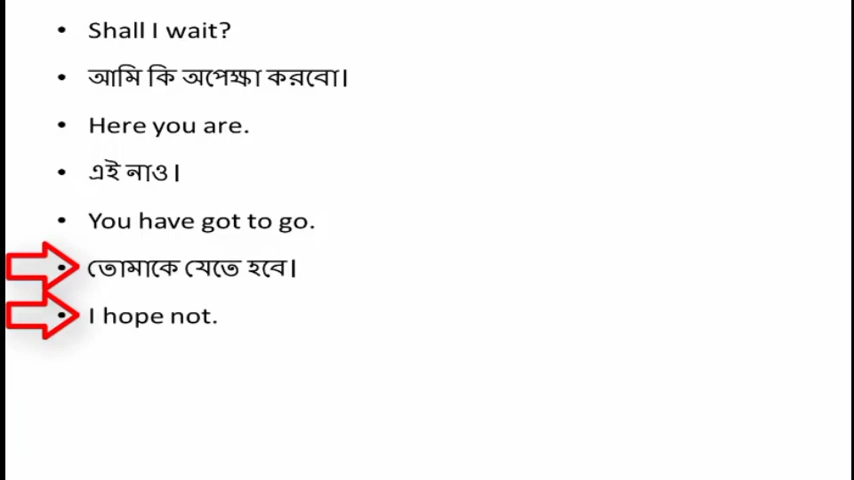 • Shall I wait?
• আমি কি অপেক্ষা করবো।
• Here you are.
• এই নাও।
• You have got to go.
• তোমাকে যেতে হবে।
• I hope not.